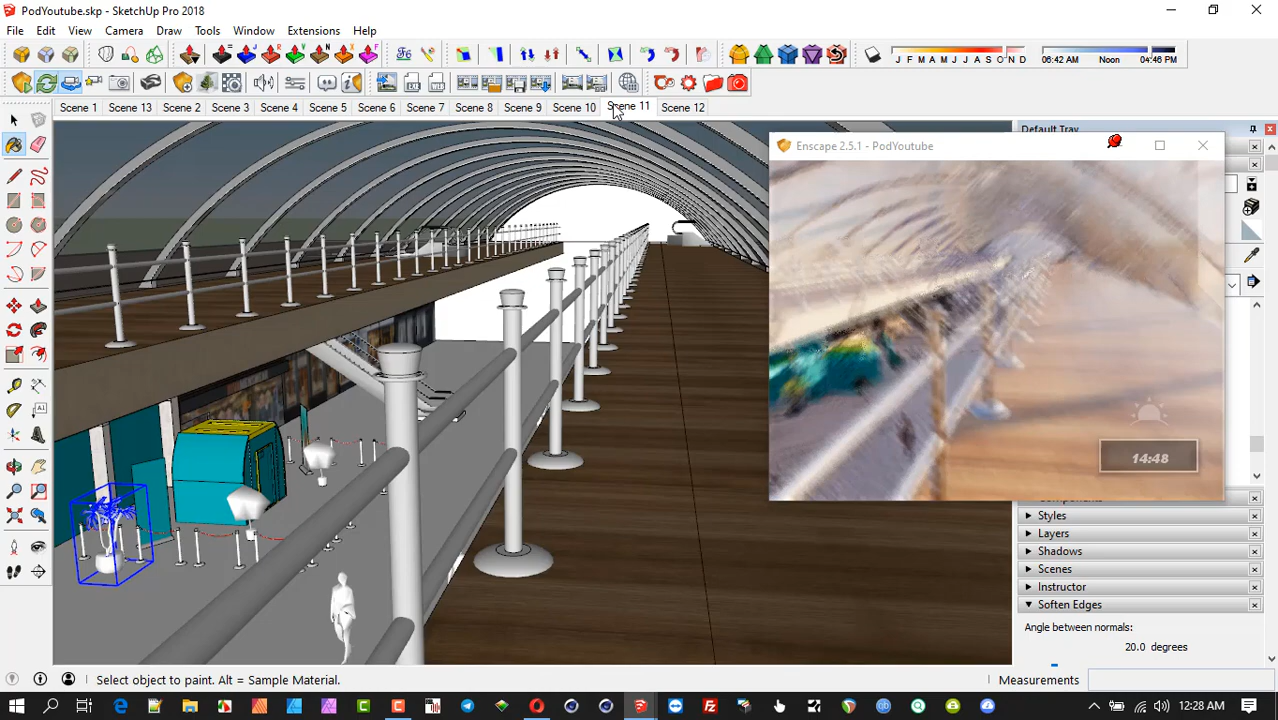 PodYoutube.skp - SketchUp Pro 2018
File Edit View Camera Draw Tools Window Extensions Help
J F M A M J J A S O N D 06:42 AM Noon 04:46 PM
Scene 1 Scene 13 Scene 2 Scene 3 Scene 4 Scene 5 Scene 6 Scene 7 Scene 8 Scene 9 Scene 10 Scene 11 Scene 12
Default Tray
Enscape 2.5.1 - PodYoutube
14:48
Components
Styles
Layers
Shadows
Scenes
Instructor
Soften Edges
Angle between normals:
20.0 degrees
Select object to paint. Alt = Sample Material.
Measurements
12:28 AM